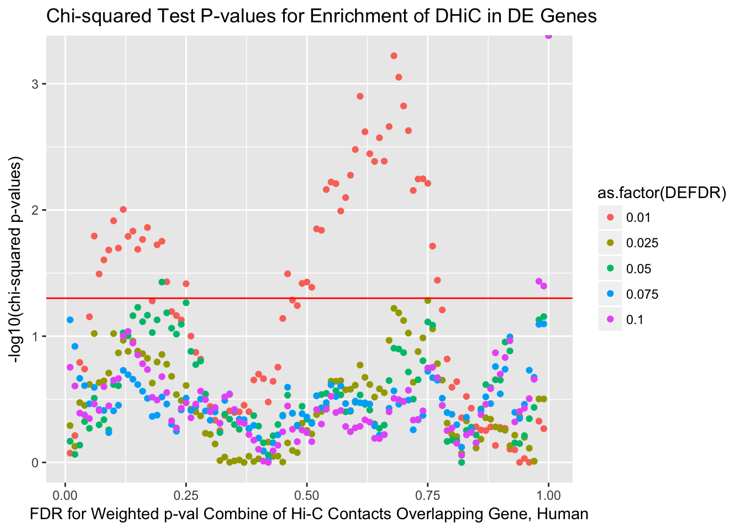 Chi-squared Test P-values for Enrichment of DHiC in DE Genes
-log10(chi-squared p-values)
3
2
1
0
0.00 0.25 0.50 0.75 1.00
FDR for Weighted p-val Combine of Hi-C Contacts Overlapping Gene, Human
as.factor(DEFDR)
0.01
0.025
0.05
0.075
0.1